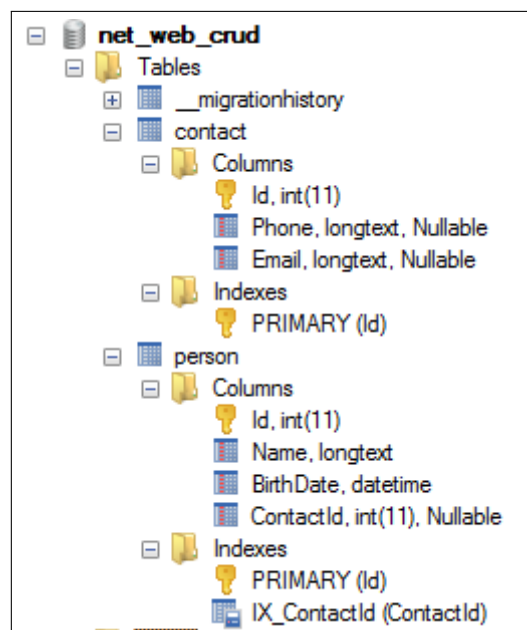 net_web_crud
Tables
__migrationhistory
contact
Columns
Id, int(11)
Phone, longtext, Nullable
Email, longtext, Nullable
Indexes
PRIMARY (Id)
person
Columns
Id, int(11)
Name, longtext
BirthDate, datetime
ContactId, int(11), Nullable
Indexes
PRIMARY (Id)
IX_ContactId (ContactId)